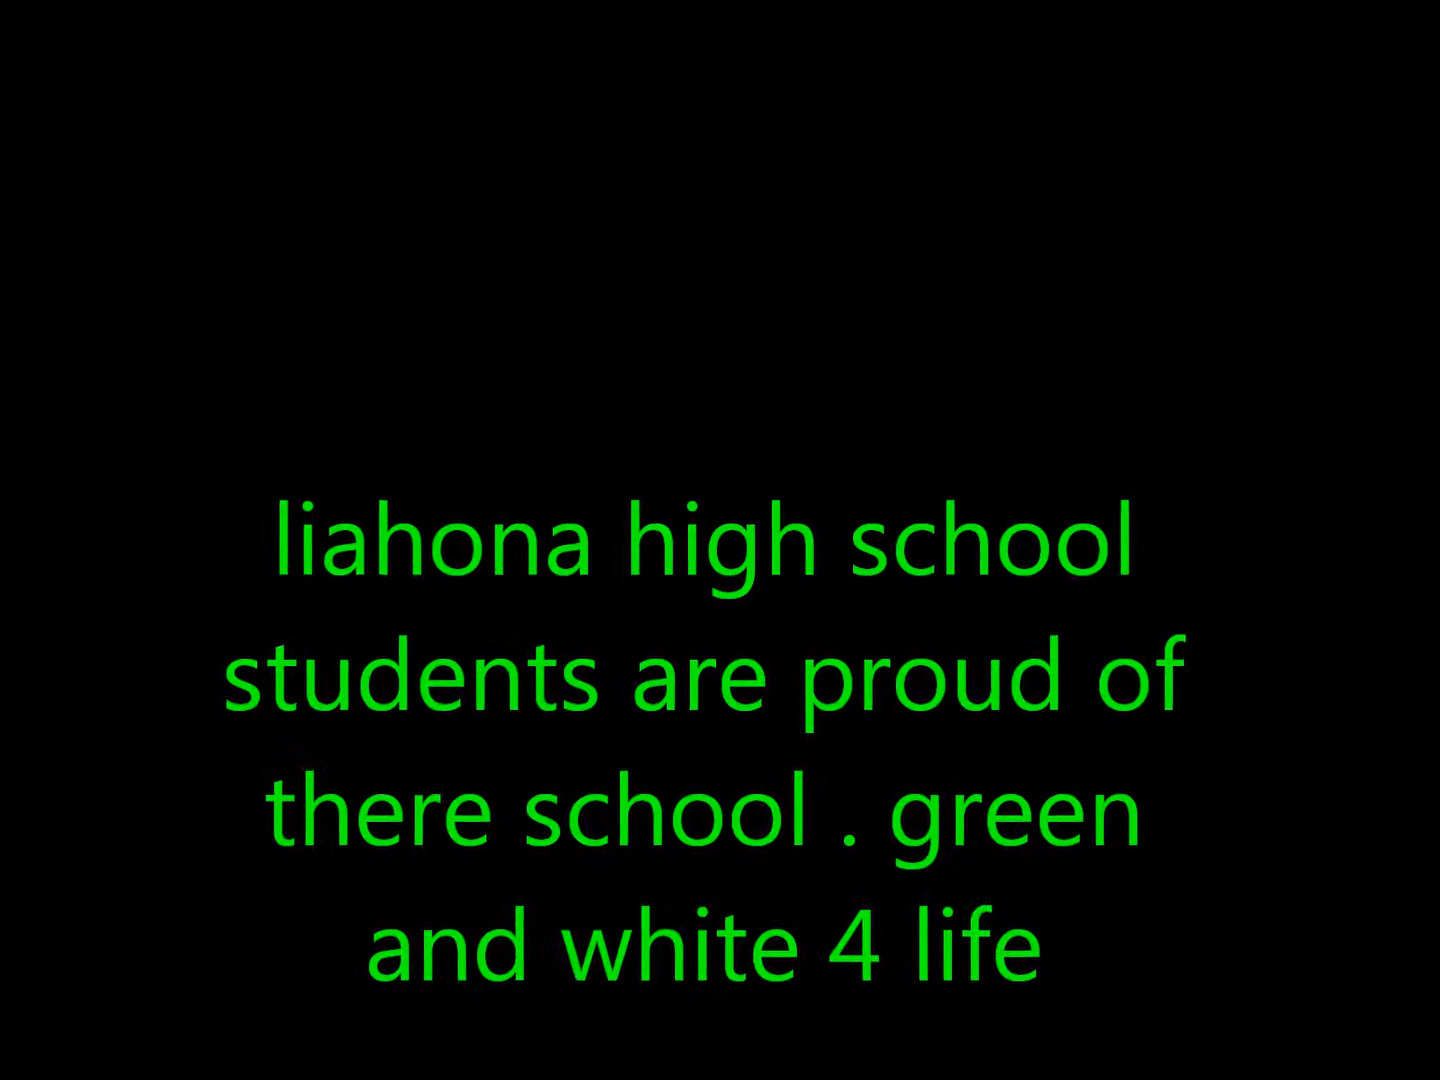 liahona high school
students are proud of
there school . green
and white 4 life